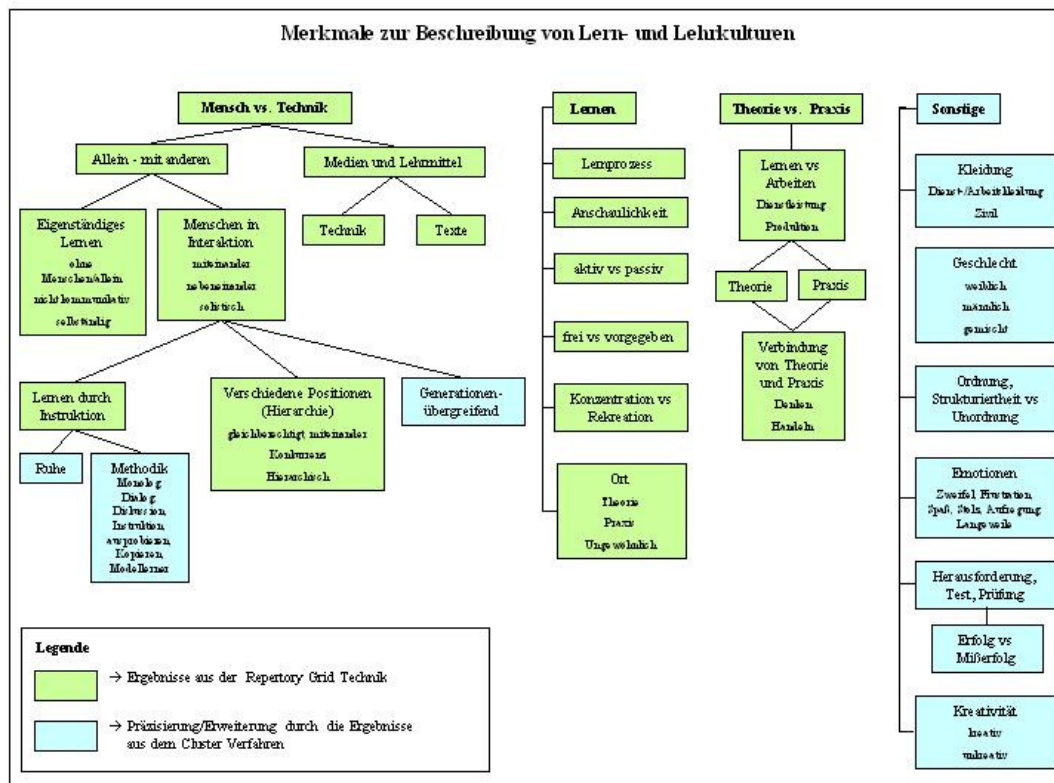 Merkmale zur Beschreibung von Lern- und Lehrkulturen
Mensch vs. Technik
Allein - mit anderen
Medien und Lehrmittel
Eigenständiges
Lernen
ohne
Menschen/allein
nicht kommunikativ
selbständig
Menschen in
Interaktion
miteinander
nebeneinander
solistisch
Technik
Texte
Lernen durch
Instruktion
Verschiedene Positionen
(Hierarchie)
gleichberechtigt miteinander
Konkurenz
Hierarchisch
Generationen-
übergreifend
Ruhe
Methodik
Monolog
Dialog
Diskussion,
Instruktion
ausprobieren,
Kopieren,
Modellernen
Lernen
Lernprozess
Anschaulichkeit
aktiv vs passiv
frei vs vorgegeben
Konzentration vs
Rekreation
Ort
Theorie
Praxis
Ungewöhnlich
Theorie vs. Praxis
Lernen vs
Arbeiten
Dienstleistung
Produktion
Theorie
Praxis
Verbindung
von Theorie
und Praxis
Denken
Handeln
Sonstige
Kleidung
Dienst-/Arbeitskleidung
Zivil
Geschlecht
weiblich
männlich
gemischt
Ordnung,
Strukturiertheit vs
Unordnung
Emotionen
Zweifel, Frustration,
Spaß, Stolz, Aufregung
Langeweile
Herausforderung,
Test, Prüfung
Erfolg vs
Mißerfolg
Kreativität
kreativ
unkreativ
Legende
→ Ergebnisse aus der Repertory Grid Technik
→ Präzisierung/Erweiterung durch die Ergebnisse
aus dem Cluster Verfahren